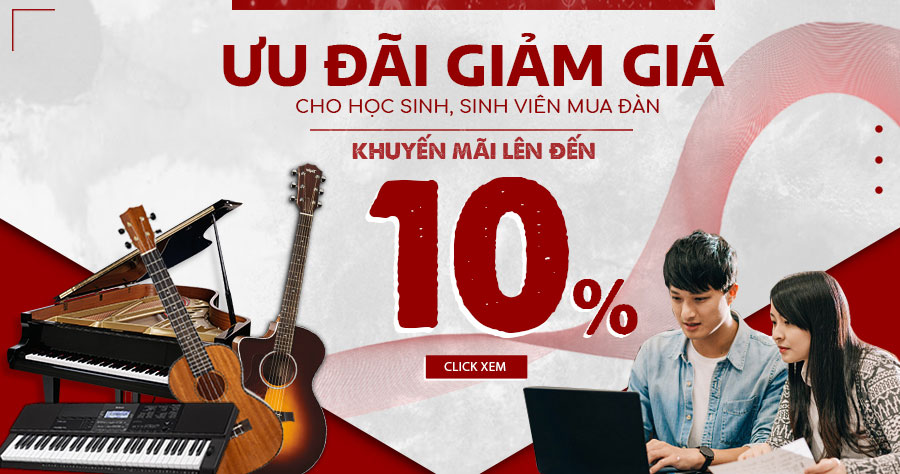 ƯU ĐÃI GIẢM GIÁ
CHO HỌC SINH, SINH VIÊN MUA ĐÀN
KHUYẾN MÃI LÊN ĐẾN
10%
CLICK XEM